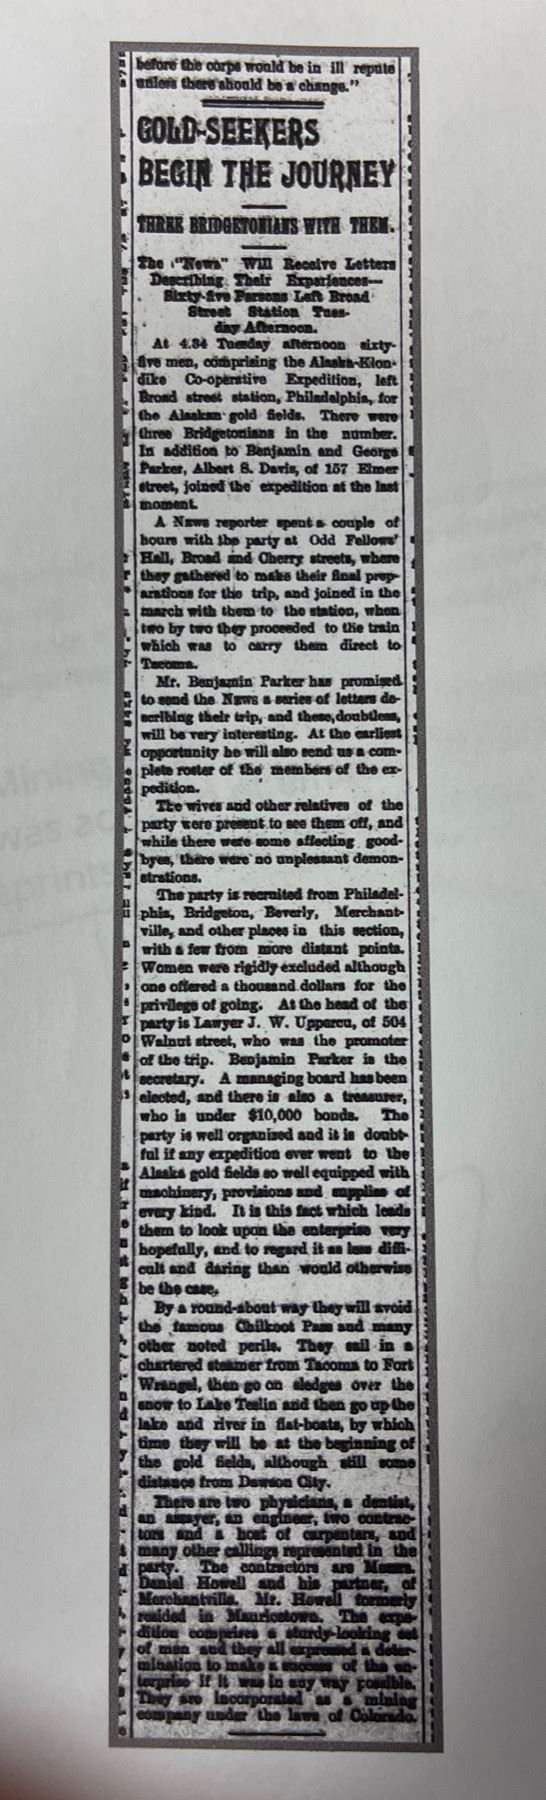 before the corps would be in ill repute
unless there should be a change."
GOLD-SEEKERS
BEGIN THE JOURNEY
THREE BRIDGETONIANS WITH THEM.
The "News" Will Receive Letters
Describing Their Experiences—
Sixty-five Persons Left Broad
Street Station Tues-
day Afternoon.
At 4.34 Tuesday afternoon sixty-
five men, comprising the Alaska-Klon-
dike Co-operative Expedition, left
Broad street station, Philadelphia, for
the Alaskan gold fields. There were
three Bridgetonians in the number.
In addition to Benjamin and George
Parker, Albert S. Davis, of 157 Elmer
street, joined the expedition at the last
moment.
A News reporter spent a couple of
hours with the party at Odd Fellows'
Hall, Broad and Cherry streets, where
they gathered to make their final prep-
arations for the trip, and joined in the
march with them to the station, when
two by two they proceeded to the train
which was to carry them direct to
Tacoma.
Mr. Benjamin Parker has promised
to send the News a series of letters de-
scribing their trip, and these, doubtless,
will be very interesting. At the earliest
opportunity he will also send us a com-
plete roster of the members of the ex-
pedition.
The wives and other relatives of the
party were present to see them off, and
while there were some affecting good-
byes, there were no unpleasant demon-
strations.
The party is recruited from Philadel-
phia, Bridgeton, Beverly, Merchant-
ville, and other places in this section,
with a few from more distant points.
Women were rigidly excluded although
one offered a thousand dollars for the
privilege of going. At the head of the
party is Lawyer J. W. Uppercu, of 504
Walnut street, who was the promoter
of the trip. Benjamin Parker is the
secretary. A managing board has been
elected, and there is also a treasurer,
who is under $10,000 bonds. The
party is well organized and it is doubt-
ful if any expedition ever went to the
Alaska gold fields so well equipped with
machinery, provisions and supplies of
every kind. It is this fact which leads
them to look upon the enterprise very
hopefully, and to regard it as less diffi-
cult and daring than would otherwise
be the case.
By a round-about way they will avoid
the famous Chilkoot Pass and many
other noted perils. They sail in a
chartered steamer from Tacoma to Fort
Wrangel, then go on sledges over the
snow to Lake Teslin and then go up the
lake and river in flat-boats, by which
time they will be at the beginning of
the gold fields, although still some
distance from Dawson City.
There are two physicians, a dentist,
an assayer, an engineer, two contrac-
tors and a host of carpenters, and
many other callings represented in the
party. The contractors are Messrs.
Daniel Howell and his partner, of
Merchantville. Mr. Howell formerly
resided in Mauricetown. The expe-
dition comprises a sturdy-looking set
of men and they all expressed a deter-
mination to make a success of the en-
terprise if it was in any way possible.
They are incorporated as a mining
company under the laws of Colorado.